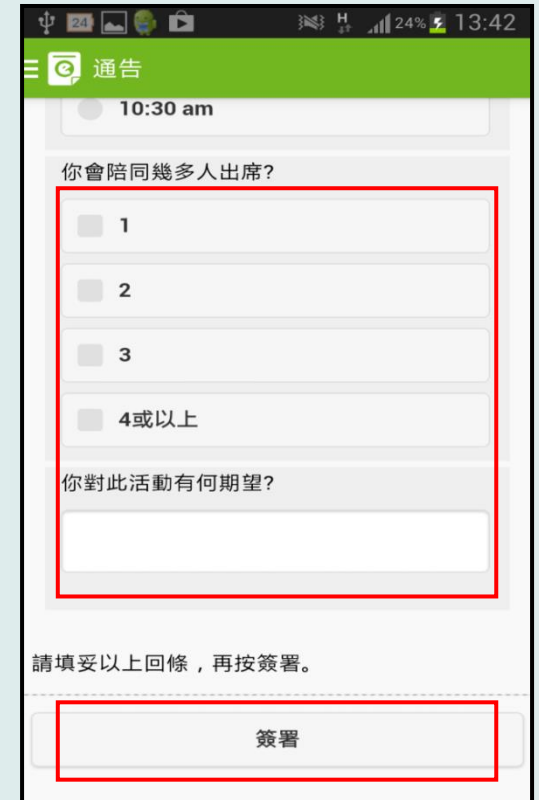 24 H 24% 13:42
e 通告
10:30 am
你會陪同幾多人出席?
1
2
3
4或以上
你對此活動有何期望?
請填妥以上回條，再按簽署。
簽署